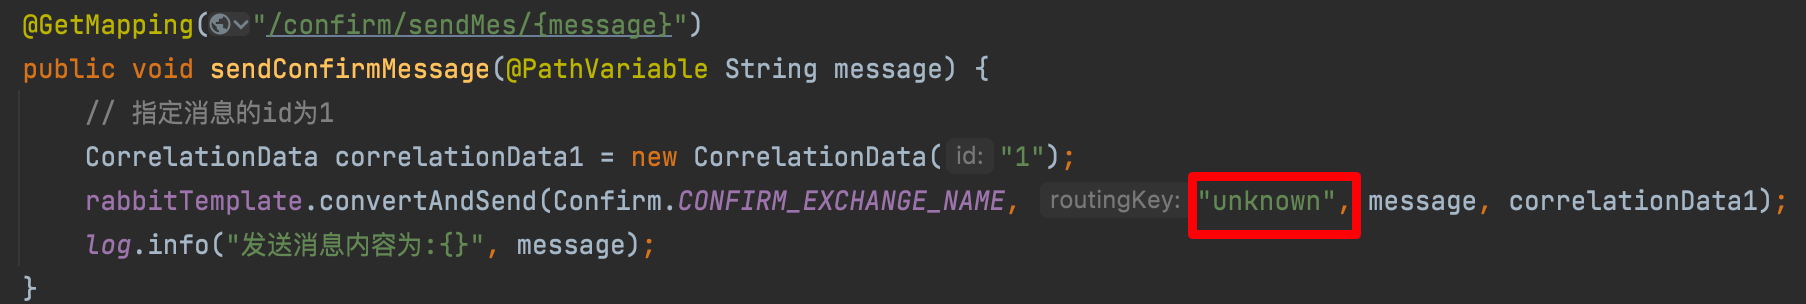 @GetMapping("/confirm/sendMes/{message}")
public void sendConfirmMessage(@PathVariable String message) {
// 指定消息的id为1
CorrelationData correlationData1 = new CorrelationData( id: "1");
rabbitTemplate.convertAndSend(Confirm.CONFIRM_EXCHANGE_NAME, routingKey: "unknown", message, correlationData1);
log.info("发送消息内容为:{}", message);
}